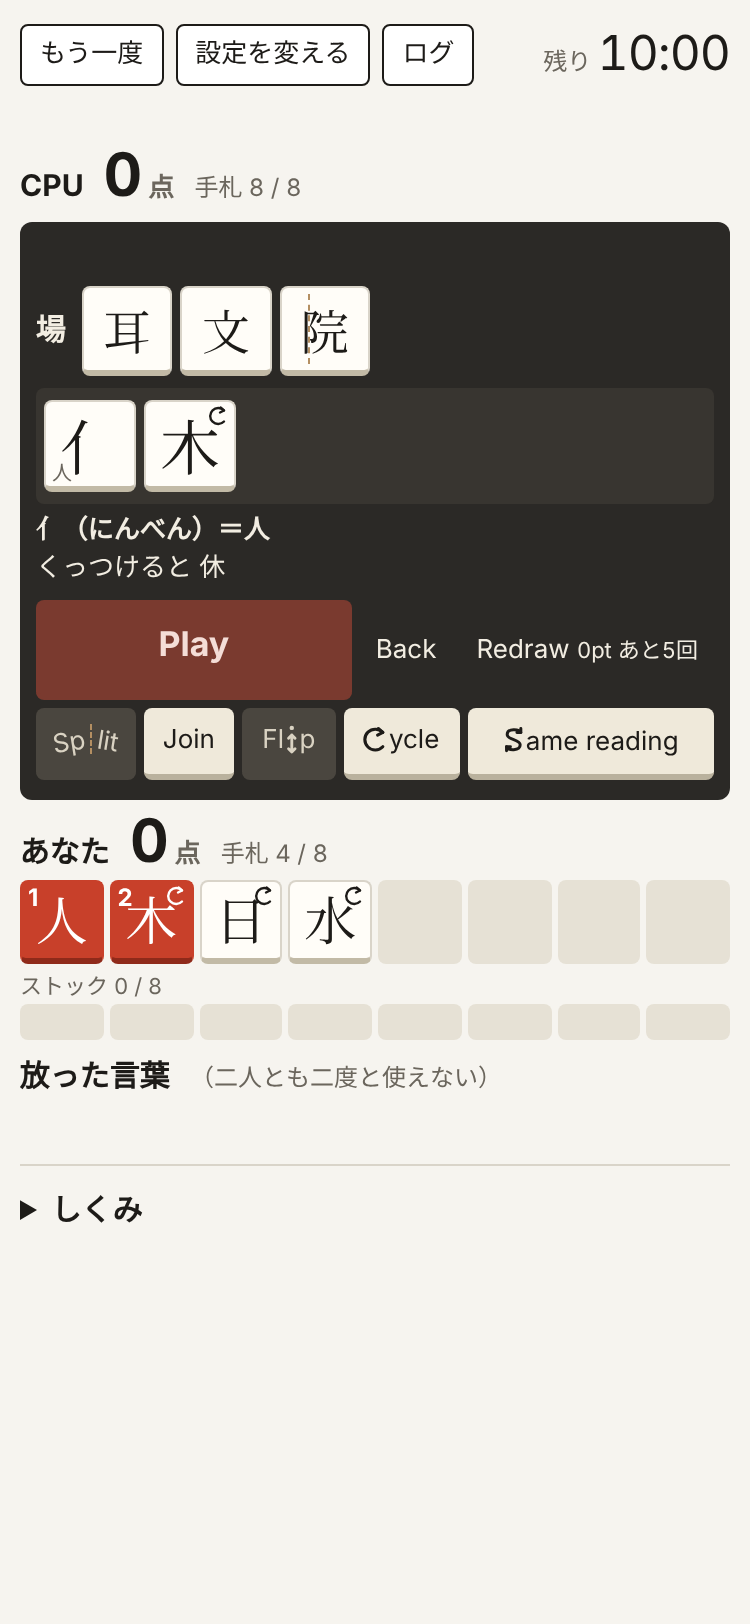 もう一度 設定を変える ログ 残り 10:00
CPU 0点 手札 8 / 8
場 耳 文 院
亻 人 木
亻（にんべん）＝人
くっつけると 休
Play Back Redraw 0pt あと5回
Split Join Flip Cycle Same reading
あなた 0点 手札 4 / 8
1 人 2 木 日 水
ストック 0 / 8
放った言葉 （二人とも二度と使えない）
▶ しくみ